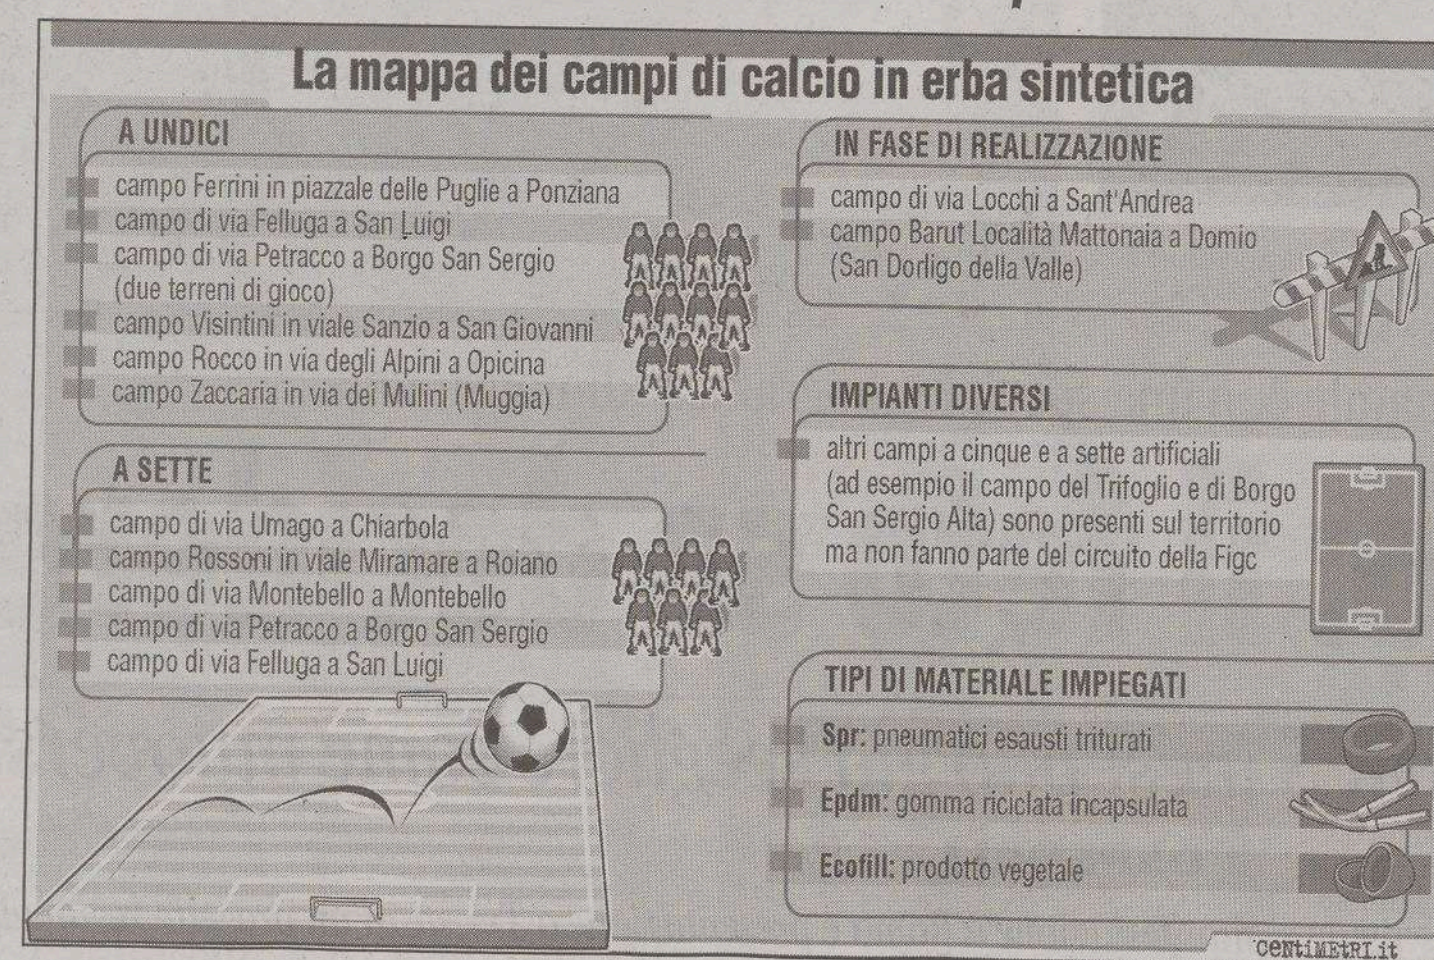 La mappa dei campi di calcio in erba sintetica
A UNDICI
campo Ferrini in piazzale delle Puglie a Ponziana
campo di via Felluga a San Luigi
campo di via Petracco a Borgo San Sergio
(due terreni di gioco)
campo Visintini in viale Sanzio a San Giovanni
campo Rocco in via degli Alpini a Opicina
campo Zaccaria in via dei Mulini (Muggia)
A SETTE
campo di via Umago a Chiarbola
campo Rossoni in viale Miramare a Roiano
campo di via Montebello a Montebello
campo di via Petracco a Borgo San Sergio
campo di via Felluga a San Luigi
IN FASE DI REALIZZAZIONE
campo di via Locchi a Sant'Andrea
campo Barut Località Mattonaia a Domio
(San Dorligo della Valle)
IMPIANTI DIVERSI
altri campi a cinque e a sette artificiali
(ad esempio il campo del Trifoglio e di Borgo
San Sergio Alta) sono presenti sul territorio
ma non fanno parte del circuito della Figc
TIPI DI MATERIALE IMPIEGATI
Spr: pneumatici esausti triturati
Epdm: gomma riciclata incapsulata
Ecofill: prodotto vegetale
CENTIMETRI.it